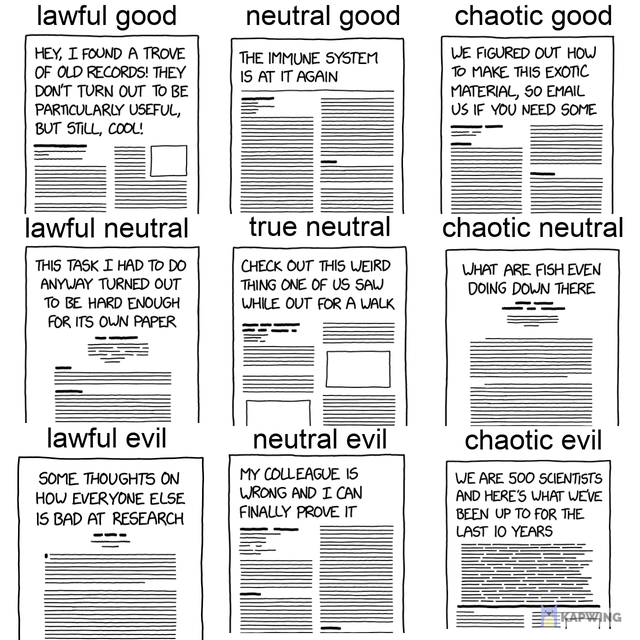 lawful good
neutral good
chaotic good
HEY, I FOUND A TROVE
OF OLD RECORDS! THEY
DON'T TURN OUT TO BE
PARTICULARLY USEFUL,
BUT STILL, COOL!
THE IMMUNE SYSTEM
IS AT IT AGAIN
WE FIGURED OUT HOW
TO MAKE THIS EXOTIC
MATERIAL, SO EMAIL
US IF YOU NEED SOME
lawful neutral
true neutral
chaotic neutral
THIS TASK I HAD TO DO
ANYWAY TURNED OUT
TO BE HARD ENOUGH
FOR ITS OWN PAPER
CHECK OUT THIS WEIRD
THING ONE OF US SAW
WHILE OUT FOR A WALK
WHAT ARE FISH EVEN
DOING DOWN THERE
lawful evil
neutral evil
chaotic evil
SOME THOUGHTS ON
HOW EVERYONE ELSE
IS BAD AT RESEARCH
MY COLLEAGUE IS
WRONG AND I CAN
FINALLY PROVE IT
WE ARE 500 SCIENTISTS
AND HERE'S WHAT WE'VE
BEEN UP TO FOR THE
LAST 10 YEARS
KAPWING